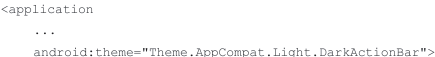 <application
...
android:theme="Theme.AppCompat.Light.DarkActionBar">